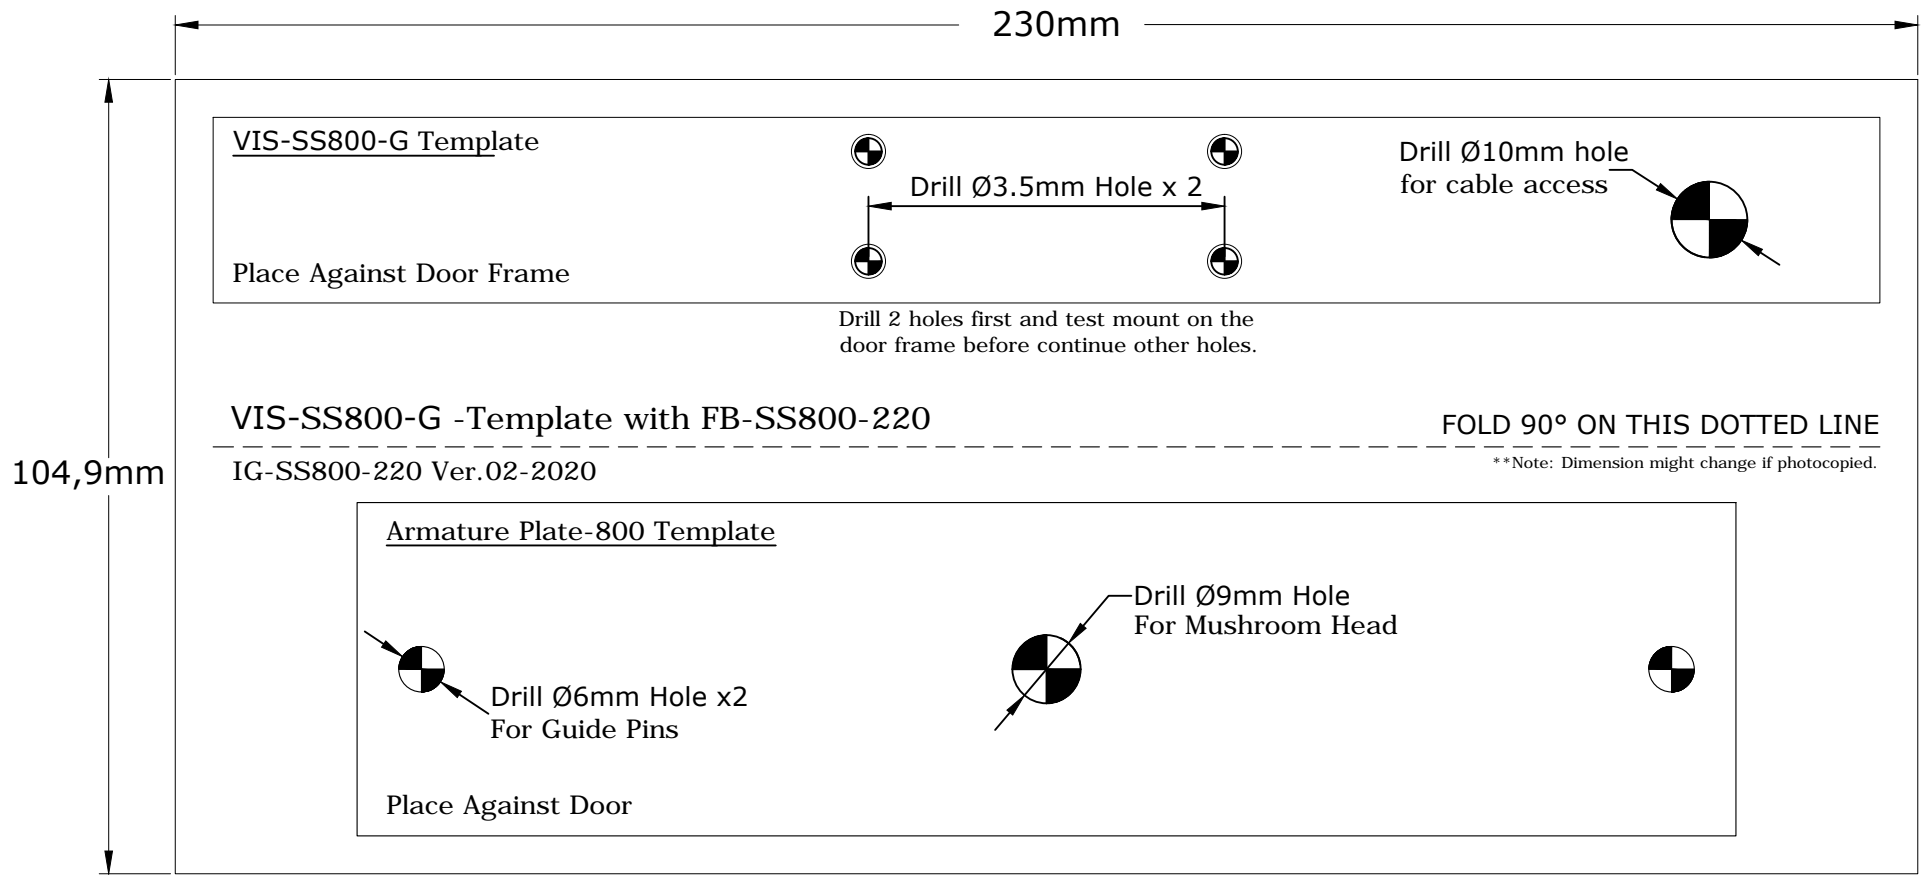 230mm
VIS-SS800-G Template
Drill Ø10mm hole
for cable access
Drill Ø3.5mm Hole x 2
Place Against Door Frame
Drill 2 holes first and test mount on the
door frame before continue other holes.
VIS-SS800-G -Template with FB-SS800-220
FOLD 90° ON THIS DOTTED LINE
104,9mm
IG-SS800-220 Ver.02-2020
**Note: Dimension might change if photocopied.
Armature Plate-800 Template
Drill Ø9mm Hole
For Mushroom Head
Drill Ø6mm Hole x2
For Guide Pins
Place Against Door